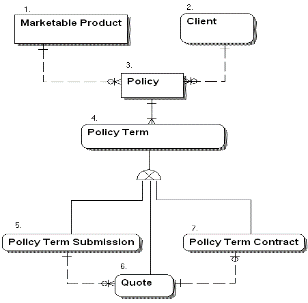 1.
Marketable Product
2.
Client
3.
Policy
4.
Policy Term
5.
Policy Term Submission
7.
Policy Term Contract
6.
Quote